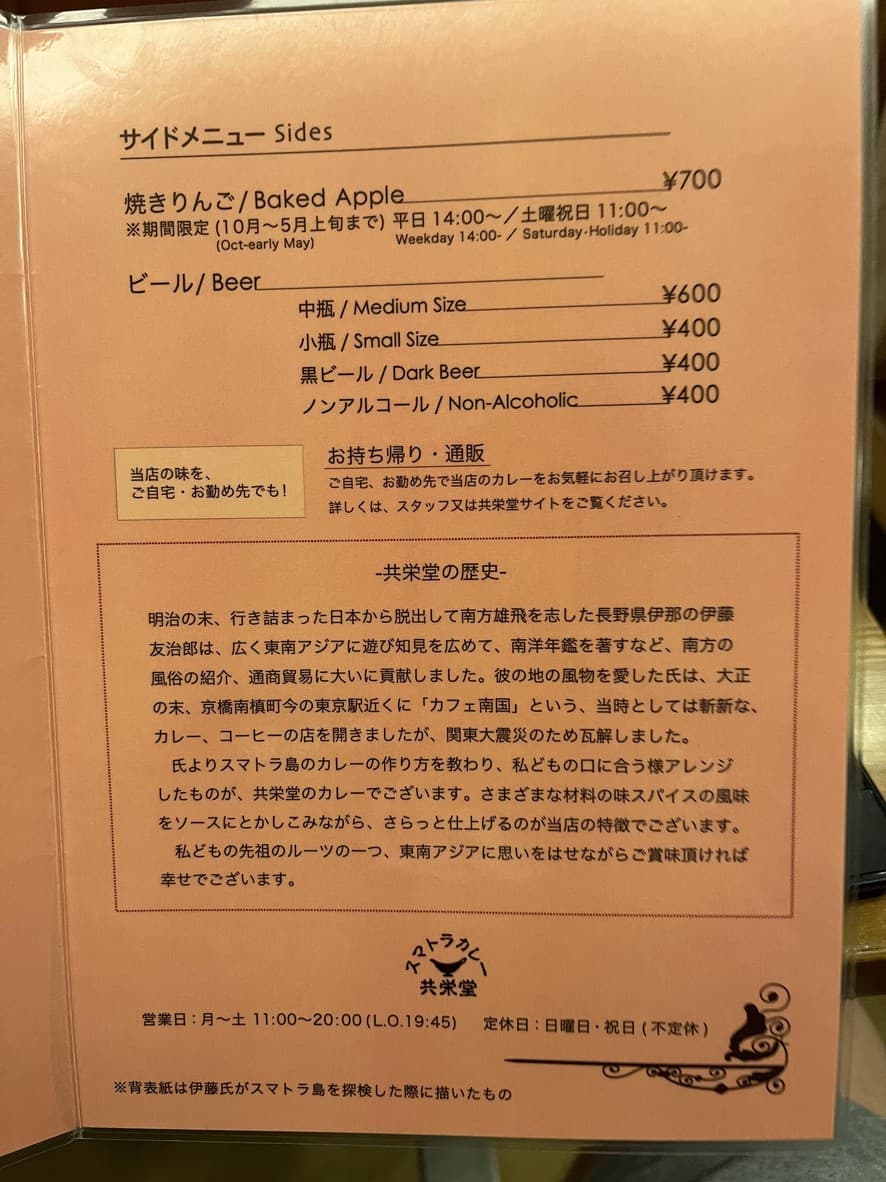 サイドメニュー Sides
焼きりんご/Baked Apple ¥700
※期間限定 (10月～5月上旬まで) 平日 14:00～／土曜祝日 11:00～
(Oct-early May) Weekday 14:00- / Saturday･Holiday 11:00-
ビール/ Beer
中瓶 / Medium Size ¥600
小瓶 / Small Size ¥400
黒ビール / Dark Beer ¥400
ノンアルコール / Non-Alcoholic ¥400
当店の味を、
ご自宅・お勤め先でも!
お持ち帰り・通販
ご自宅、お勤め先で当店のカレーをお気軽にお召し上がり頂けます。
詳しくは、スタッフ又は共栄堂サイトをご覧ください。
-共栄堂の歴史-
明治の末、行き詰まった日本から脱出して南方雄飛を志した長野県伊那の伊藤
友治郎は、広く東南アジアに遊び知見を広めて、南洋年鑑を著すなど、南方の
風俗の紹介、通商貿易に大いに貢献しました。彼の地の風物を愛した氏は、大正
の末、京橋南槙町今の東京駅近くに「カフェ南国」という、当時としては斬新な、
カレー、コーヒーの店を開きましたが、関東大震災のため瓦解しました。
氏よりスマトラ島のカレーの作り方を教わり、私どもの口に合う様アレンジ
したものが、共栄堂のカレーでございます。さまざまな材料の味スパイスの風味
をソースにとかしこみながら、さらっと仕上げるのが当店の特徴でございます。
私どもの先祖のルーツの一つ、東南アジアに思いをはせながらご賞味頂ければ
幸せでございます。
スマトラカレー
共栄堂
営業日：月～土 11:00～20:00(L.O.19:45) 定休日：日曜日・祝日 (不定休)
※背表紙は伊藤氏がスマトラ島を探検した際に描いたもの